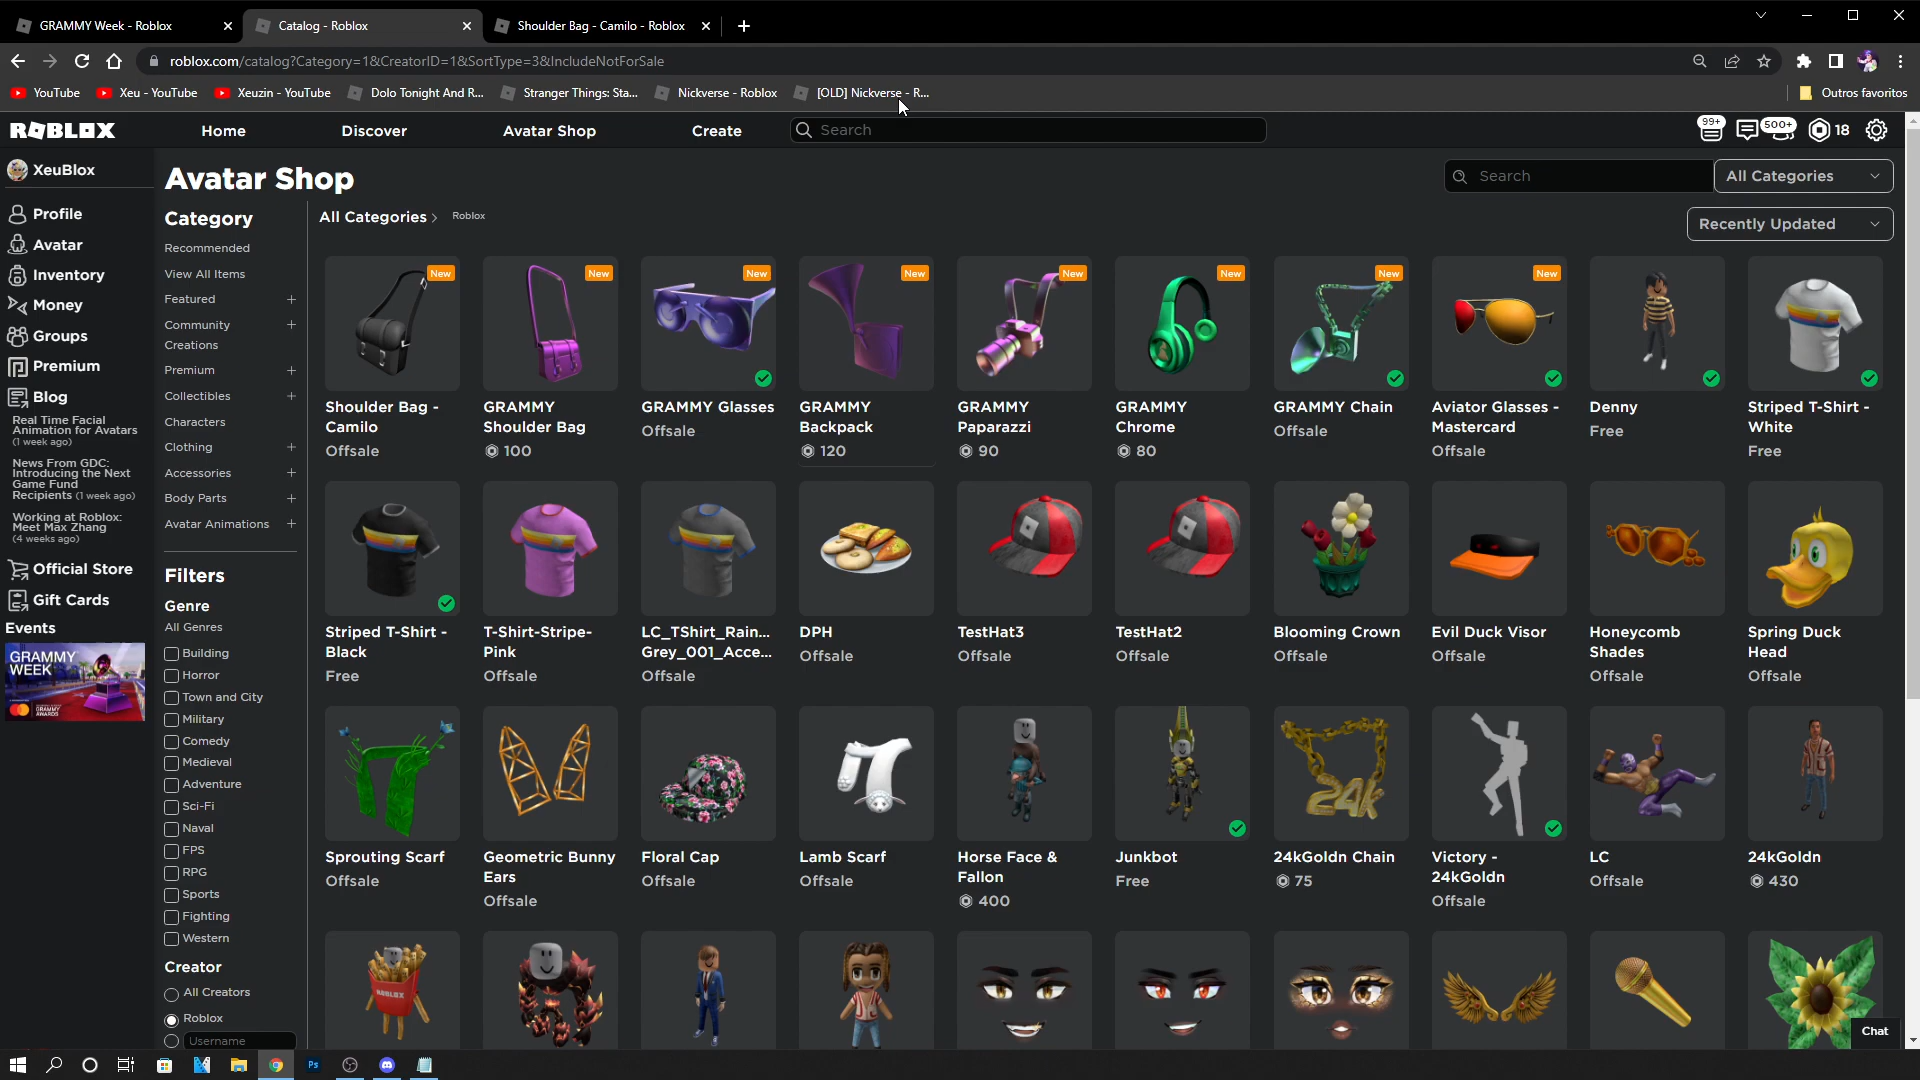 GRAMMY Week - Roblox
Catalog - Roblox
Shoulder Bag - Camilo - Roblox
roblox.com/catalog?Category=1&CreatorID=1&SortType=3&IncludeNotForSale
YouTube
Xeu - YouTube
Xeuzin - YouTube
Dolo Tonight And R...
Stranger Things: Sta...
Nickverse - Roblox
[OLD] Nickverse - R...
Outros favoritos
ROBLOX
Home
Discover
Avatar Shop
Create
Search
99+
500+
18
XeuBlox
Profile
Avatar
Inventory
Money
Groups
Premium
Blog
Real Time Facial
Animation for Avatars
(1 week ago)
News From GDC:
Introducing the Next
Game Fund
Recipients (1 week ago)
Working at Roblox:
Meet Max Zhang
(4 weeks ago)
Official Store
Gift Cards
Events
GRAMMY
WEEK
GRAMMY
AWARDS
Avatar Shop
Search
All Categories
Category
Recommended
View All Items
Featured
Community
Creations
Premium
Collectibles
Characters
Clothing
Accessories
Body Parts
Avatar Animations
Filters
Genre
All Genres
Building
Horror
Town and City
Military
Comedy
Medieval
Adventure
Sci-Fi
Naval
FPS
RPG
Sports
Fighting
Western
Creator
All Creators
Roblox
Username
All Categories
Roblox
Recently Updated
New
New
New
New
New
New
New
New
Shoulder Bag -
Camilo
Offsale
GRAMMY
Shoulder Bag
100
GRAMMY Glasses
Offsale
GRAMMY
Backpack
120
GRAMMY
Paparazzi
90
GRAMMY
Chrome
80
GRAMMY Chain
Offsale
Aviator Glasses -
Mastercard
Offsale
Denny
Free
Striped T-Shirt -
White
Free
Striped T-Shirt -
Black
Free
T-Shirt-Stripe-
Pink
Offsale
LC_TShirt_Rain...
Grey_001_Acce...
Offsale
DPH
Offsale
TestHat3
Offsale
TestHat2
Offsale
Blooming Crown
Offsale
Evil Duck Visor
Offsale
Honeycomb
Shades
Offsale
Spring Duck
Head
Offsale
24k
Sprouting Scarf
Offsale
Geometric Bunny
Ears
Offsale
Floral Cap
Offsale
Lamb Scarf
Offsale
Horse Face &
Fallon
400
Junkbot
Free
24kGoldn Chain
75
Victory -
24kGoldn
Offsale
LC
Offsale
24kGoldn
430
ROBLOX
Chat
Ps